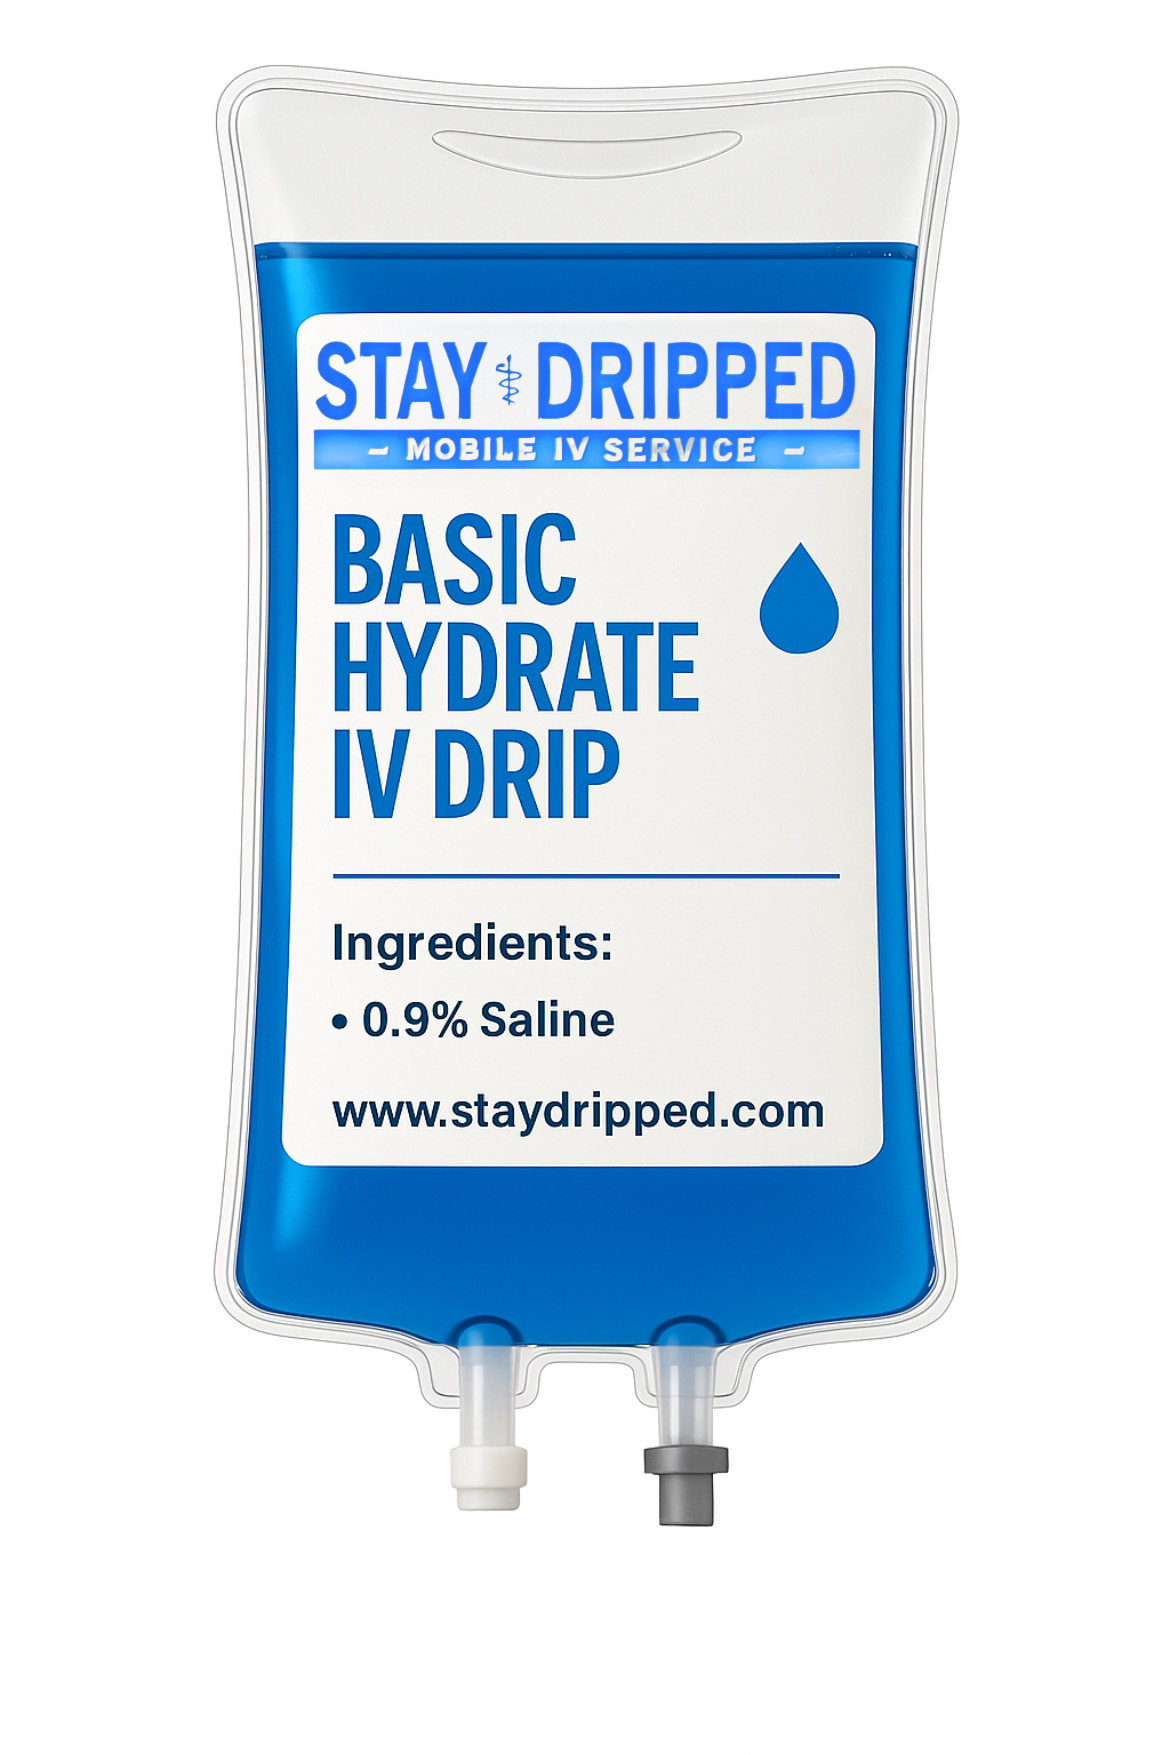 STAY DRIPPED
- MOBILE IV SERVICE -
BASIC
HYDRATE
IV DRIP
Ingredients:
• 0.9% Saline
www.staydripped.com